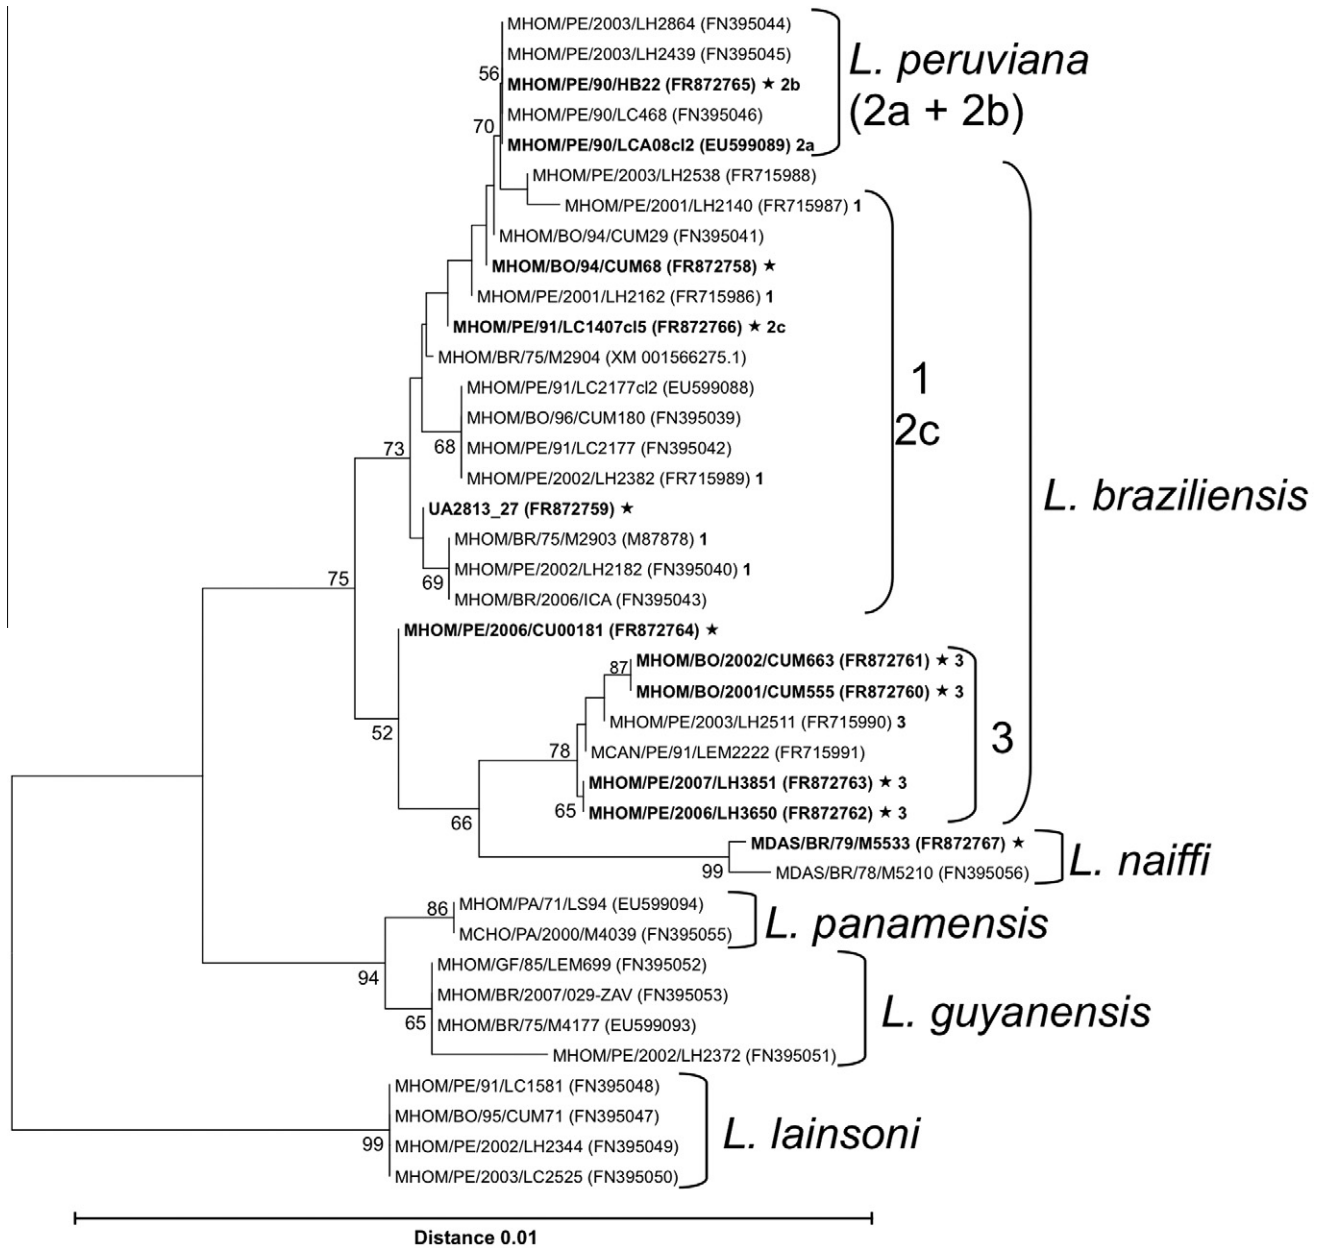 MHOM/PE/2003/LH2864 (FN395044)
MHOM/PE/2003/LH2439 (FN395045)
56
MHOM/PE/90/HB22 (FR872765) ★ 2b
MHOM/PE/90/LC468 (FN395046)
70
MHOM/PE/90/LCA08cl2 (EU599089) 2a
L. peruviana
(2a + 2b)
MHOM/PE/2003/LH2538 (FR715988)
MHOM/PE/2001/LH2140 (FR715987) 1
MHOM/BO/94/CUM29 (FN395041)
MHOM/BO/94/CUM68 (FR872758) ★
MHOM/PE/2001/LH2162 (FR715986) 1
MHOM/PE/91/LC1407cl5 (FR872766) ★ 2c
MHOM/BR/75/M2904 (XM 001566275.1)
MHOM/PE/91/LC2177cl2 (EU599088)
MHOM/BO/96/CUM180 (FN395039)
73
68
MHOM/PE/91/LC2177 (FN395042)
MHOM/PE/2002/LH2382 (FR715989) 1
1
2c
L. braziliensis
UA2813_27 (FR872759) ★
MHOM/BR/75/M2903 (M87878) 1
MHOM/PE/2002/LH2182 (FN395040) 1
75
69
MHOM/BR/2006/ICA (FN395043)
MHOM/PE/2006/CU00181 (FR872764) ★
87
MHOM/BO/2002/CUM663 (FR872761) ★ 3
MHOM/BO/2001/CUM555 (FR872760) ★ 3
MHOM/PE/2003/LH2511 (FR715990) 3
52
78
MCAN/PE/91/LEM2222 (FR715991)
3
MHOM/PE/2007/LH3851 (FR872763) ★ 3
65
MHOM/PE/2006/LH3650 (FR872762) ★ 3
66
MDAS/BR/79/M5533 (FR872767) ★
99
MDAS/BR/78/M5210 (FN395056)
L. naiffi
86
MHOM/PA/71/LS94 (EU599094)
MCHO/PA/2000/M4039 (FN395055)
L. panamensis
94
MHOM/GF/85/LEM699 (FN395052)
MHOM/BR/2007/029-ZAV (FN395053)
65
MHOM/BR/75/M4177 (EU599093)
MHOM/PE/2002/LH2372 (FN395051)
L. guyanensis
MHOM/PE/91/LC1581 (FN395048)
MHOM/BO/95/CUM71 (FN395047)
99
MHOM/PE/2002/LH2344 (FN395049)
MHOM/PE/2003/LC2525 (FN395050)
L. lainsoni
Distance 0.01